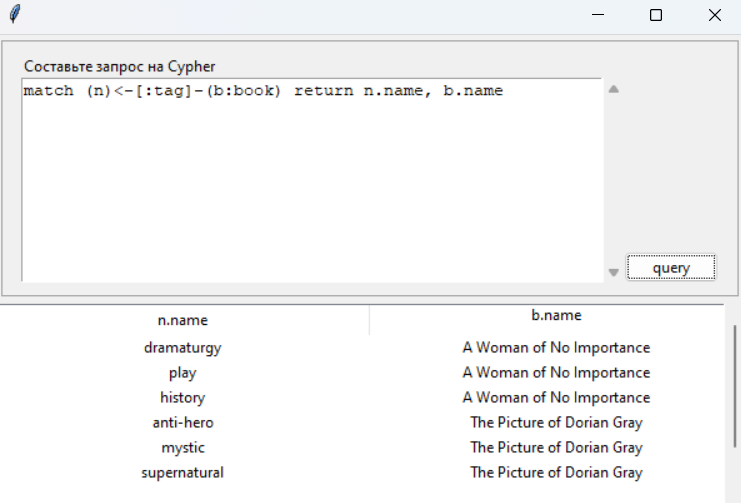 Составьте запрос на Cypher
match (n)<-[:tag]-(b:book) return n.name, b.name
query
n.name b.name
dramaturgy A Woman of No Importance
play A Woman of No Importance
history A Woman of No Importance
anti-hero The Picture of Dorian Gray
mystic The Picture of Dorian Gray
supernatural The Picture of Dorian Gray